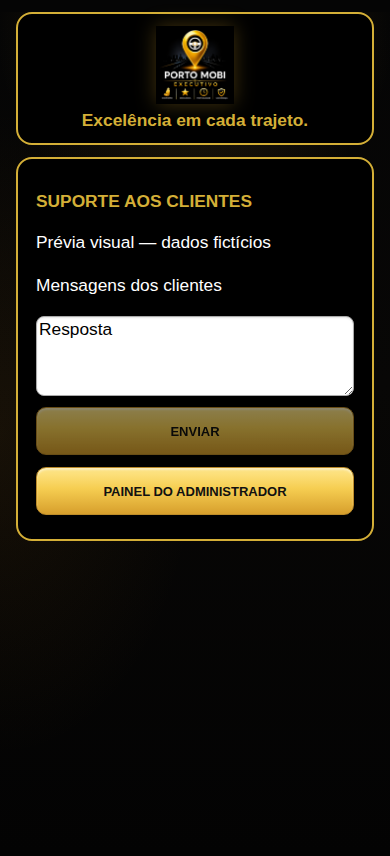 PORTO MOBI
EXECUTIVO
Excelência em cada trajeto.
SUPORTE AOS CLIENTES
Prévia visual — dados fictícios
Mensagens dos clientes
Resposta
ENVIAR
PAINEL DO ADMINISTRADOR